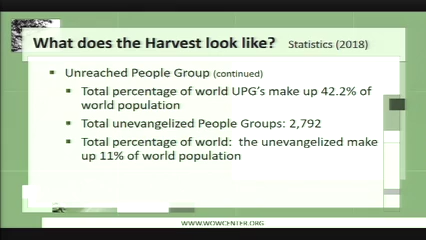 What does the Harvest look like? Statistics (2018)
Unreached People Group (continued)
Total percentage of world UPG's make up 42.2% of
world population
Total unevangelized People Groups: 2,792
Total percentage of world: the unevangelized make
up 11% of world population
WWW.WOWCENTER.ORG